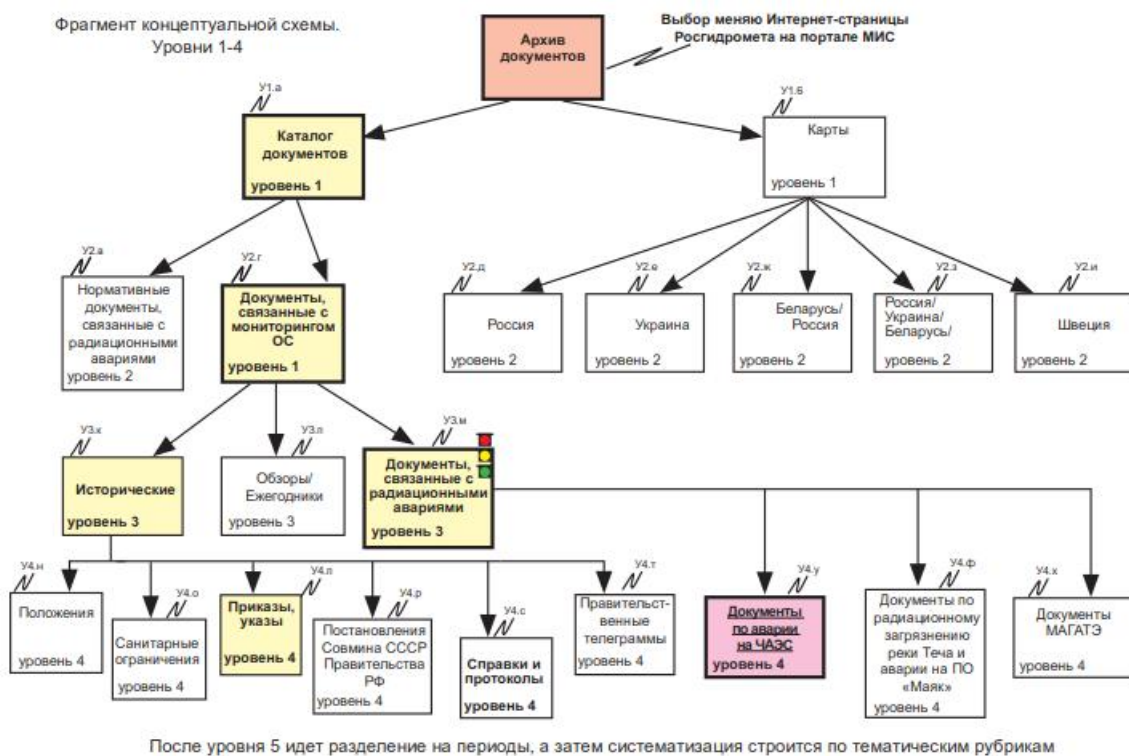 Фрагмент концептуальной схемы.
Уровни 1-4
Архив
документов
Выбор меняю Интернет-страницы
Росгидромета на портале МИС
У1.а
Каталог
документов
уровень 1
У1.б
Карты
уровень 1
У2.а
Нормативные
документы,
связанные с
радиационными
авариями
уровень 2
У2.г
Документы,
связанные с
мониторингом
ОС
уровень 1
У2.д
Россия
уровень 2
У2.е
Украина
уровень 2
У2.ж
Беларусь/
Россия
уровень 2
У2.з
Россия/
Украина/
Беларусь/
уровень 2
У2.и
Швеция
уровень 2
У3.к
Исторические
уровень 3
У3.л
Обзоры/
Ежегодники
уровень 3
У3.м
Документы,
связанные с
радиационными
авариями
уровень 3
У4.н
Положения
уровень 4
У4.о
Санитарные
ограничения
уровень 4
У4.п
Приказы,
указы
уровень 4
У4.р
Постановления
Совмина СССР
Правительства
РФ
уровень 4
У4.с
Справки и
протоколы
уровень 4
У4.т
Правительст-
венные
телеграммы
уровень 4
У4.у
Документы
по аварии
на ЧАЭС
уровень 4
У4.ф
Документы по
радиационному
загрязнению
реки Теча и
аварии на ПО
«Маяк»
уровень 4
У4.х
Документы
МАГАТЭ
уровень 4
После уровня 5 идет разделение на периоды, а затем систематизация строится по тематическим рубрикам